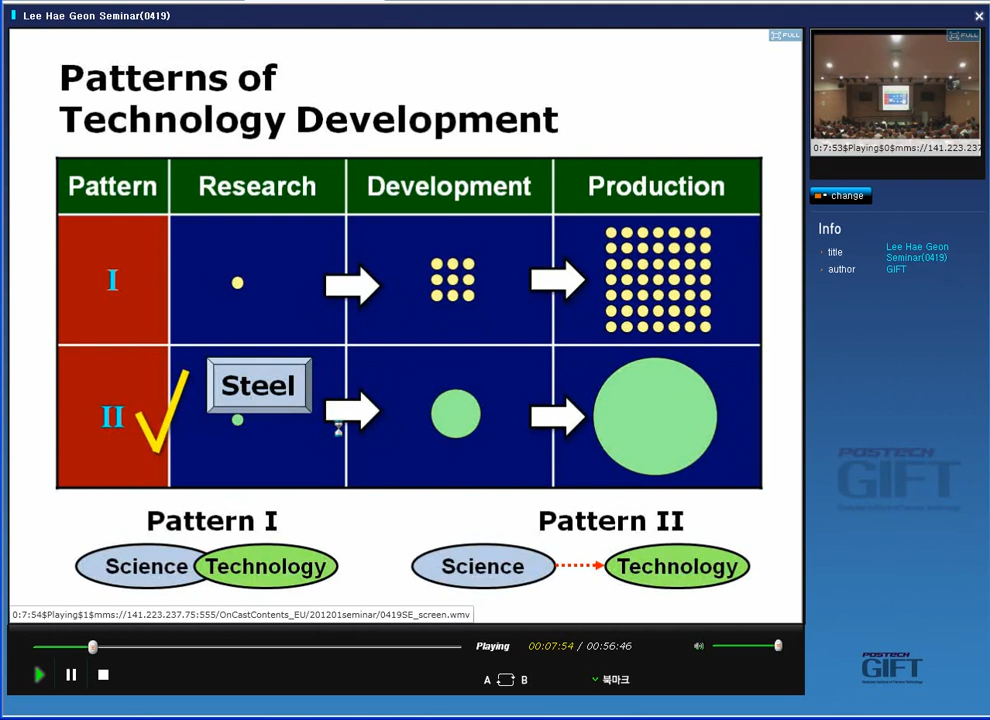 Lee Hae Geon Seminar(0419)
FULL
Patterns of
Technology Development
Pattern Research Development Production
I
Steel
II
Pattern I Pattern II
Science Technology Science Technology
0:7:54$Playing$1$mms://141.223.237.75:555/OnCastContents_EU/201201seminar/0419SE_screen.wmv
Playing 00:07:54 / 00:56:46
A B 북마크
FULL
0:7:53$Playing$0$mms://141.223.237
change
Info
title Lee Hae Geon
Seminar(0419)
author GIFT
POSTECH
GIFT
POSTECH
GIFT